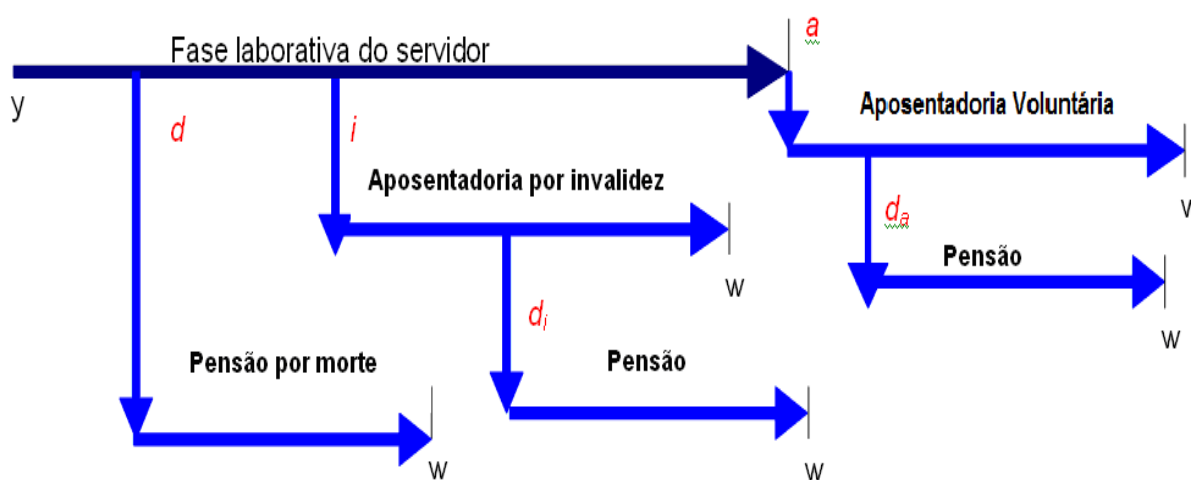 a
Fase laborativa do servidor
y
Aposentadoria Voluntária
d
i
Aposentadoria por invalidez
w
d_a
Pensão
w
w
d_i
Pensão por morte
Pensão
w
w